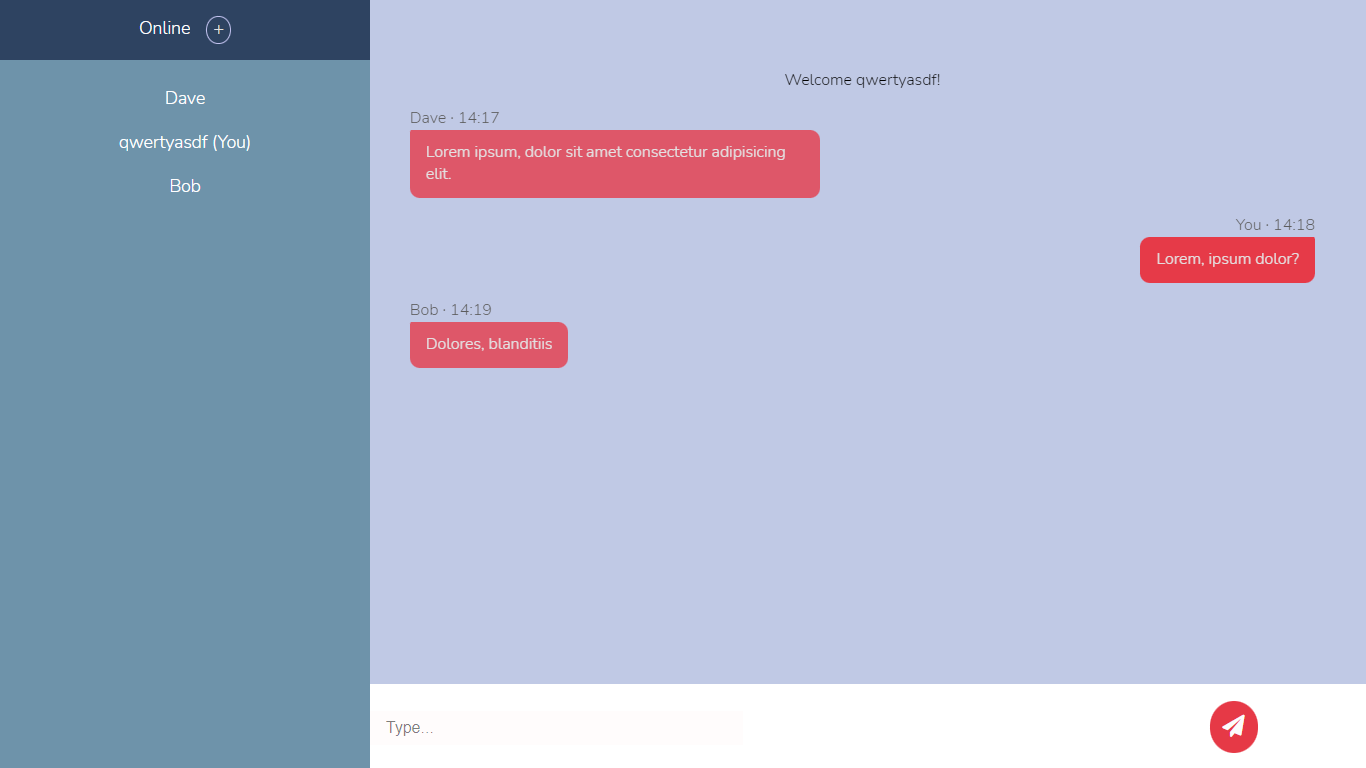 Online +
Dave
qwertyasdf (You)
Bob
Welcome qwertyasdf!
Dave · 14:17
Lorem ipsum, dolor sit amet consectetur adipisicing
elit.
You · 14:18
Lorem, ipsum dolor?
Bob · 14:19
Dolores, blanditiis
Type...